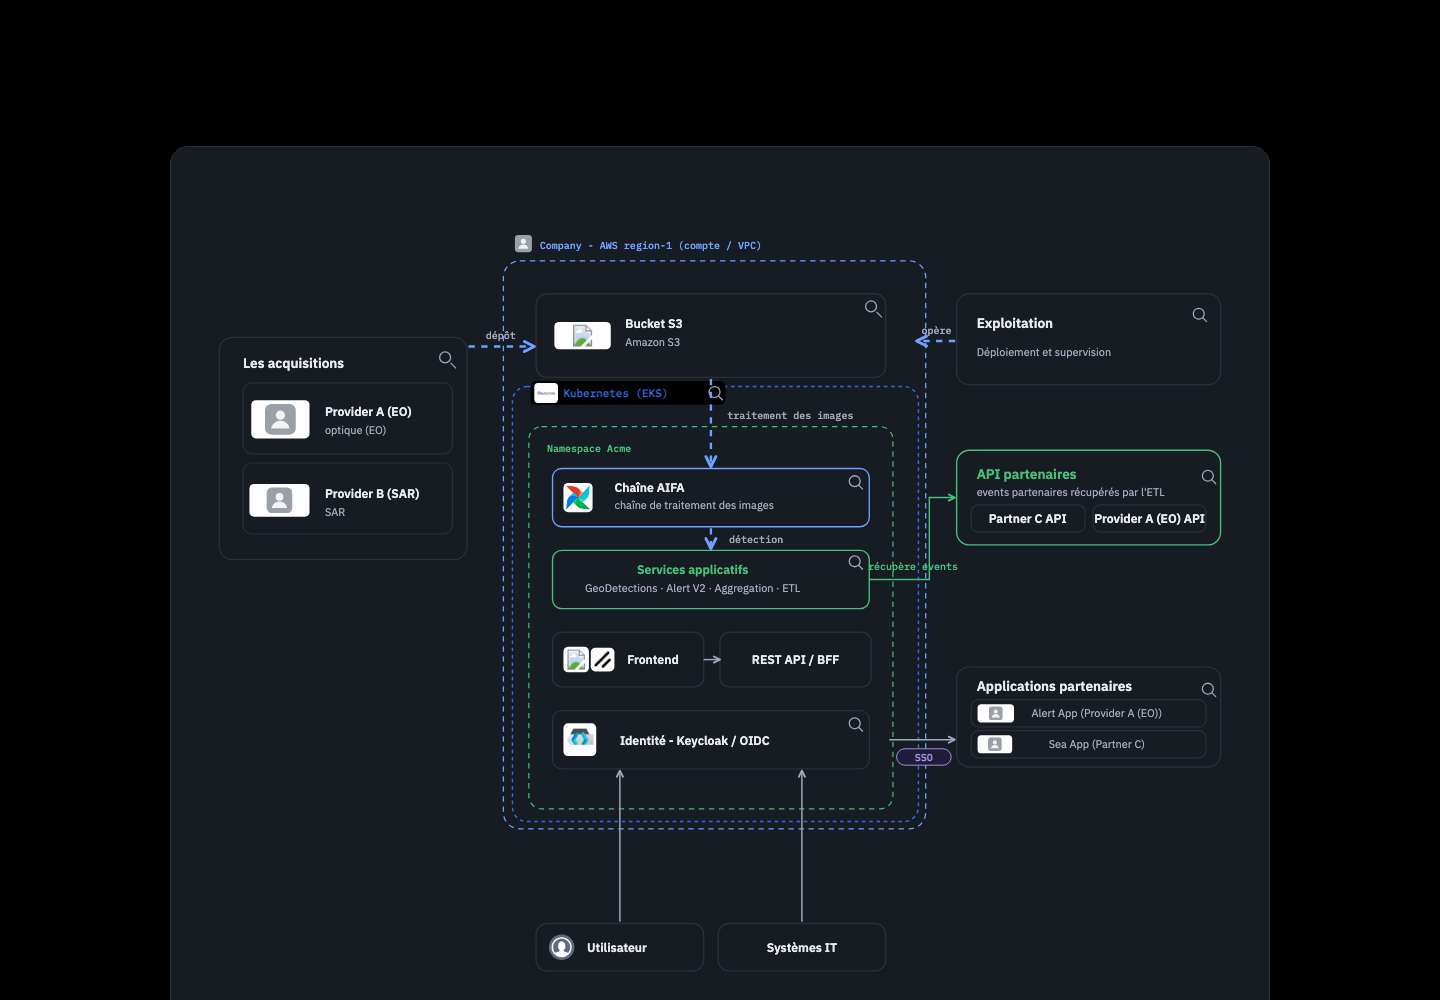 Company - AWS region-1 (compte / VPC)
Bucket S3
Amazon S3
dépôt
opère
Exploitation
Déploiement et supervision
Les acquisitions
Provider A (EO)
optique (EO)
Provider B (SAR)
SAR
Kubernetes (EKS)
traitement des images
Namespace Acme
Chaîne AIFA
chaîne de traitement des images
détection
Services applicatifs
GeoDetections · Alert V2 · Aggregation · ETL
récupère events
API partenaires
events partenaires récupérés par l'ETL
Partner C API
Provider A (EO) API
Frontend
REST API / BFF
Identité - Keycloak / OIDC
SSO
Applications partenaires
Alert App (Provider A (EO))
Sea App (Partner C)
Utilisateur
Systèmes IT